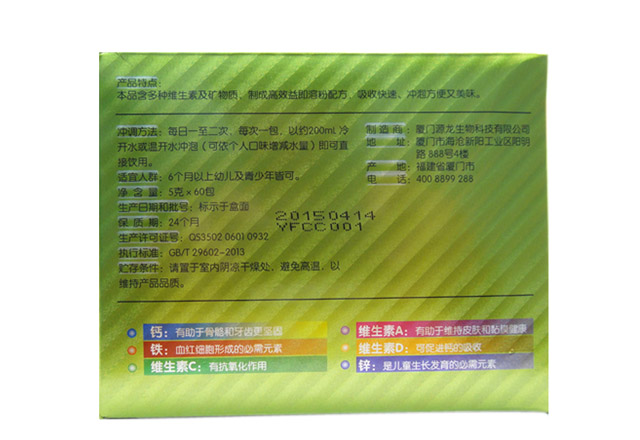 产品特点：
本品含多种维生素及矿物质，制成高效益即溶粉配方，吸收快速、冲泡方便又美味。
冲调方法：每日一至二次、每次一包，以约200mL 冷
开水或温开水冲泡（可依个人口味增减水量）即可直
接饮用。
适宜人群：6个月以上幼儿及青少年皆可。
净 含 量：5克×60包
生产日期和批号：标示于盒面
保 质 期：24个月
生产许可证号：QS3502 0601 0932
执行标准：GB/T 29602-2013
贮存条件：请置于室内阴凉干燥处，避免高温，以
维持产品品质。
制 造 商：厦门源龙生物科技有限公司
地 址：厦门市海沧新阳工业区阳明
路 888号4楼
产 地：福建省厦门市
电 话：400 8899 288
20150414
YFCC001
钙：有助于骨骼和牙齿更坚固
铁：血红细胞形成的必需元素
维生素C：有抗氧化作用
维生素A：有助于维持皮肤和黏膜健康
维生素D：可促进钙的吸收
锌：是儿童生长发育的必需元素